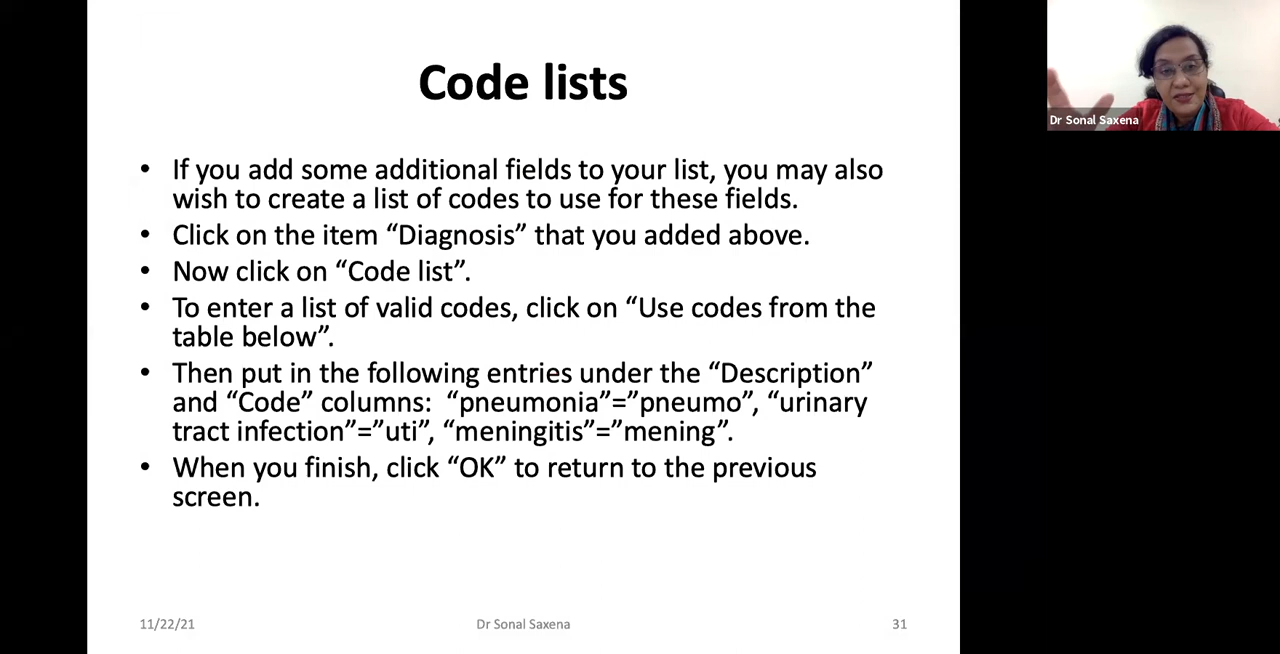 Code lists
• If you add some additional fields to your list, you may also
wish to create a list of codes to use for these fields.
• Click on the item “Diagnosis” that you added above.
• Now click on “Code list”.
• To enter a list of valid codes, click on “Use codes from the
table below”.
• Then put in the following entries under the “Description”
and “Code” columns:  “pneumonia”=”pneumo”, “urinary
tract infection”=”uti”, “meningitis”=”mening”.
• When you finish, click “OK” to return to the previous
screen.
11/22/21
Dr Sonal Saxena
31
Dr Sonal Saxena